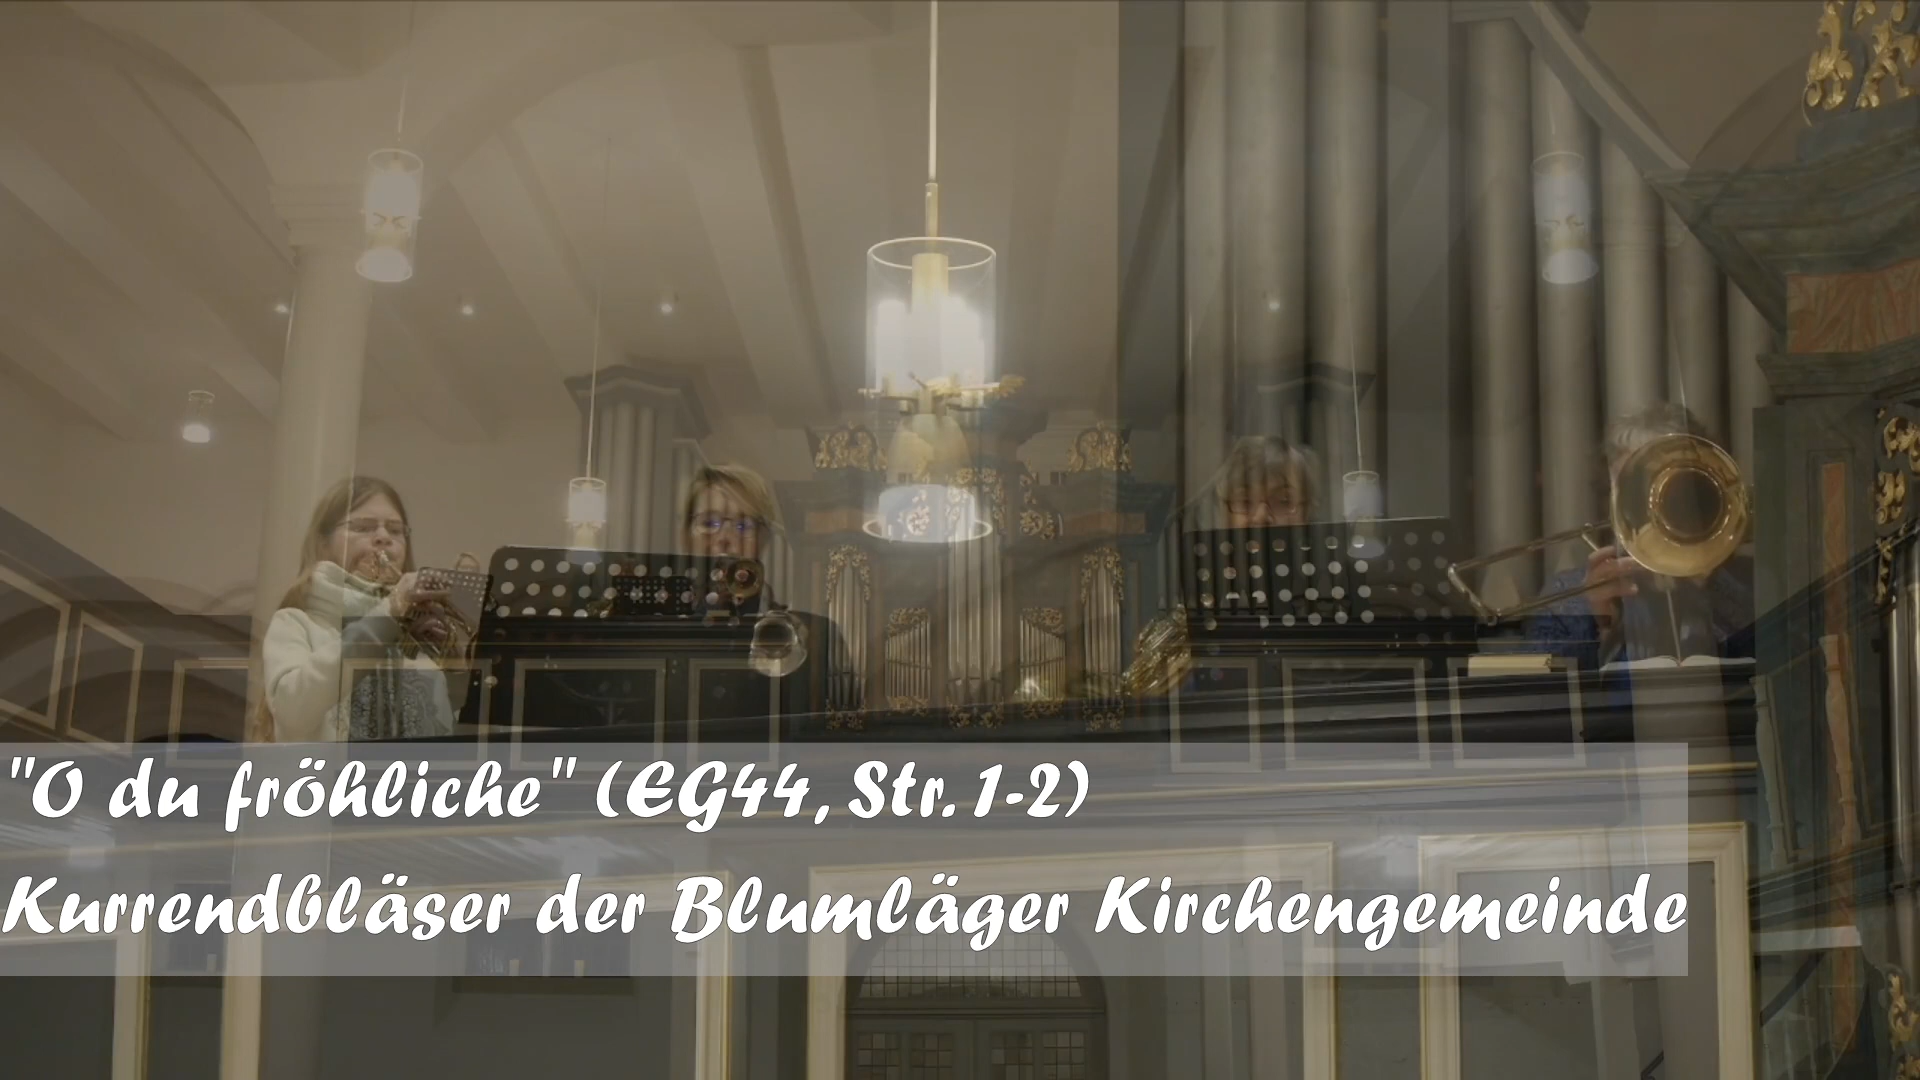 "O du fröhliche" (EG44, Str. 1-2)
Kurrendbläser der Blumläger Kirchengemeinde